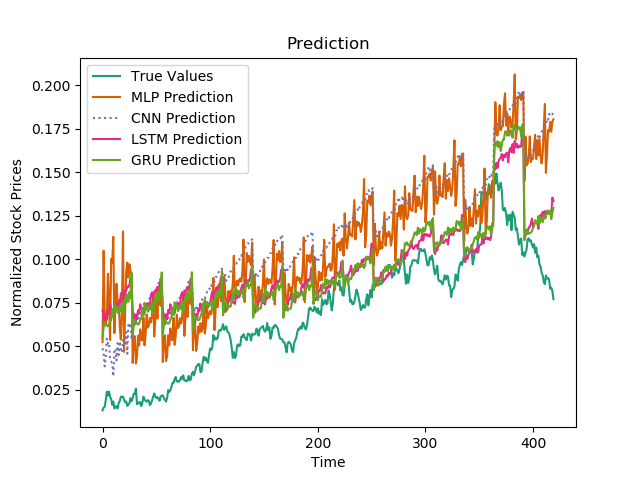 Prediction
True Values
MLP Prediction
CNN Prediction
LSTM Prediction
GRU Prediction
Normalized Stock Prices
0.200
0.175
0.150
0.125
0.100
0.075
0.050
0.025
0 100 200 300 400
Time